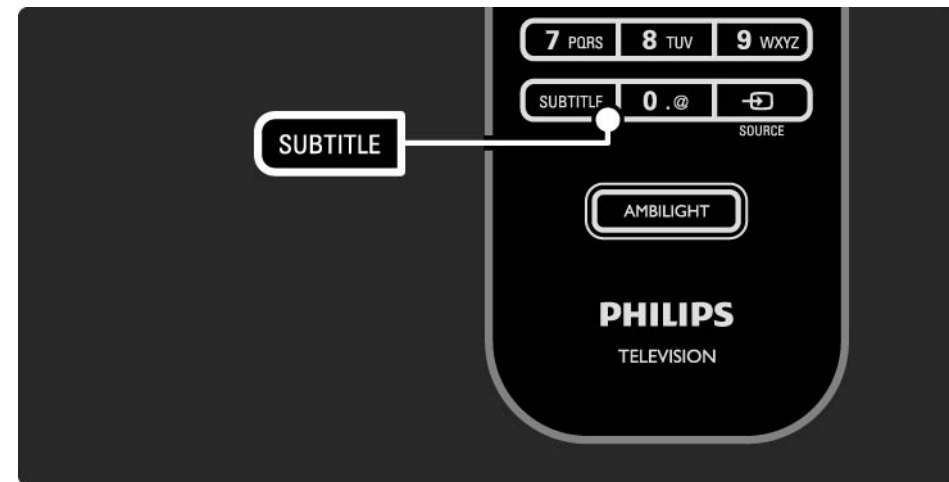 7 PQRS 8 TUV 9 WXYZ
SUBTITLE 0 .@
SOURCE
SUBTITLE
AMBILIGHT
PHILIPS
TELEVISION